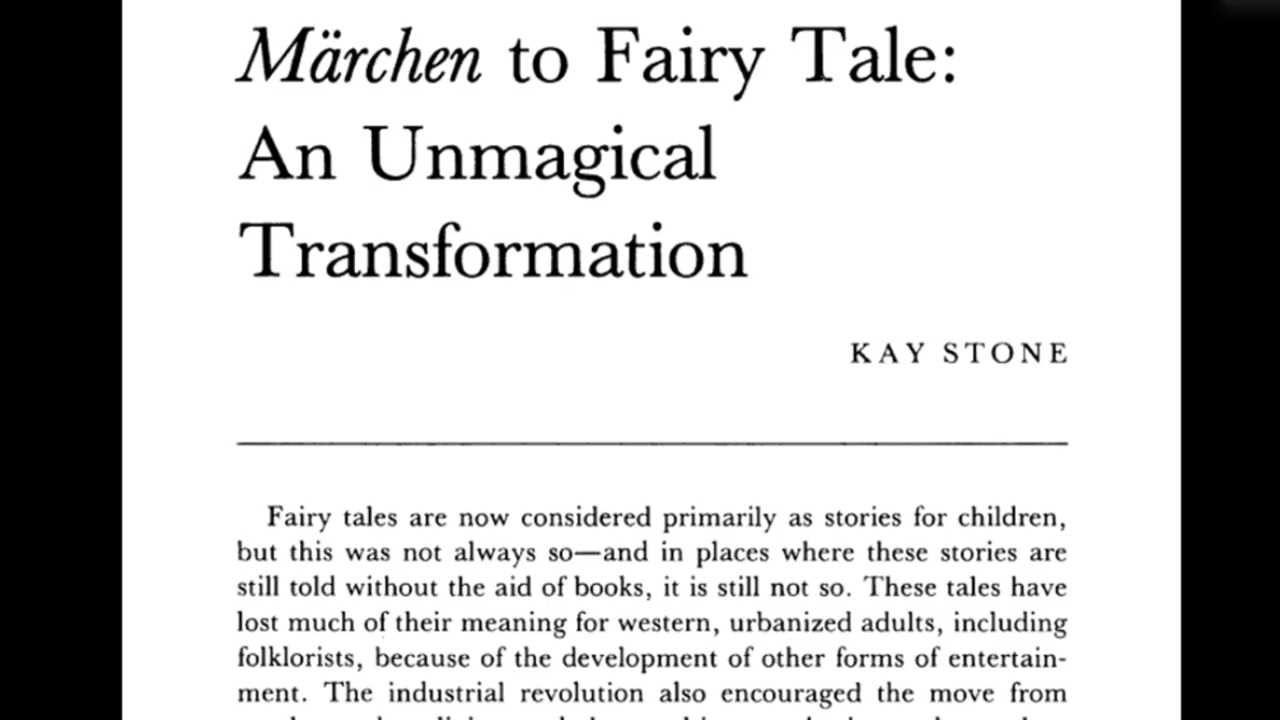 Märchen to Fairy Tale:
An Unmagical
Transformation
KAY STONE
Fairy tales are now considered primarily as stories for children,
but this was not always so—and in places where these stories are
still told without the aid of books, it is still not so. These tales have
lost much of their meaning for western, urbanized adults, including
folklorists, because of the development of other forms of entertain-
ment. The industrial revolution also encouraged the move from